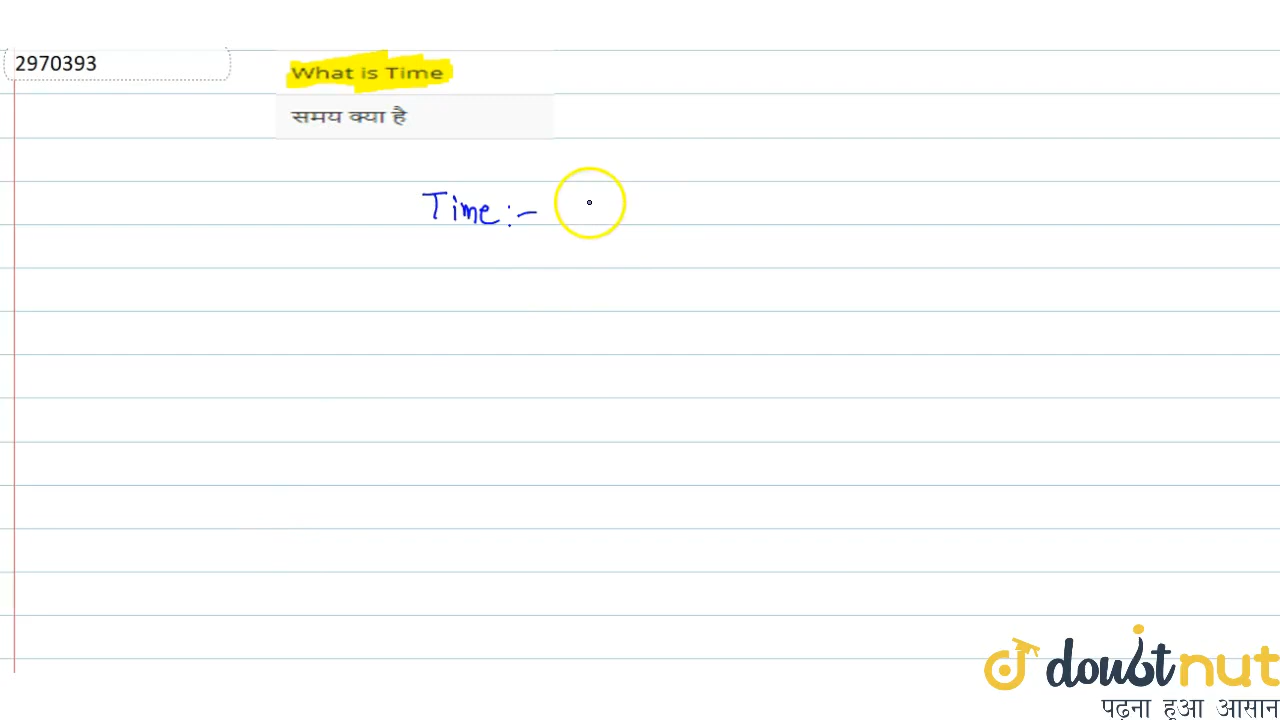 2970393
What is Time
समय क्या है
Time:-
doubtnut
पढ़ना हुआ आसान